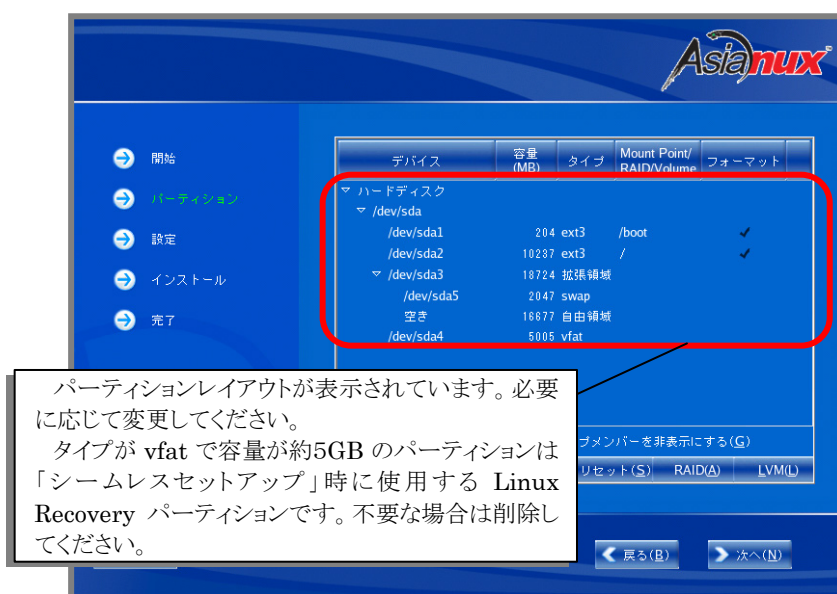 Asianux
開始
パーティション
設定
インストール
完了
デバイス 容量(MB) タイプ Mount Point/RAID/Volume フォーマット
ハードディスク
/dev/sda
/dev/sda1 204 ext3 /boot
/dev/sda2 10237 ext3 /
/dev/sda3 18724 拡張領域
/dev/sda5 2047 swap
空き 16677 自由領域
/dev/sda4 5005 vfat
プメンバーを非表示にする(G)
リセット(S) RAID(A) LVM(L)
パーティションレイアウトが表示されています。必要
に応じて変更してください。
タイプが vfat で容量が約5GB のパーティションは
「シームレスセットアップ」時に使用する Linux
Recovery パーティションです。不要な場合は削除し
てください。
戻る(B) 次へ(N)